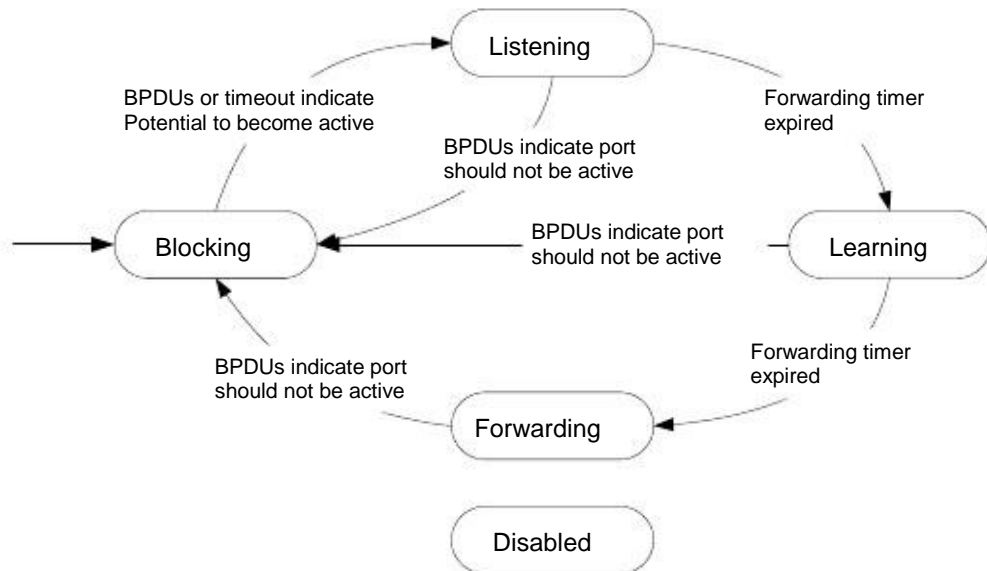 Listening
BPDUs or timeout indicate
Potential to become active
Forwarding timer
expired
BPDUs indicate port
should not be active
Blocking
BPDUs indicate port
should not be active
Learning
BPDUs indicate port
should not be active
Forwarding timer
expired
Forwarding
Disabled